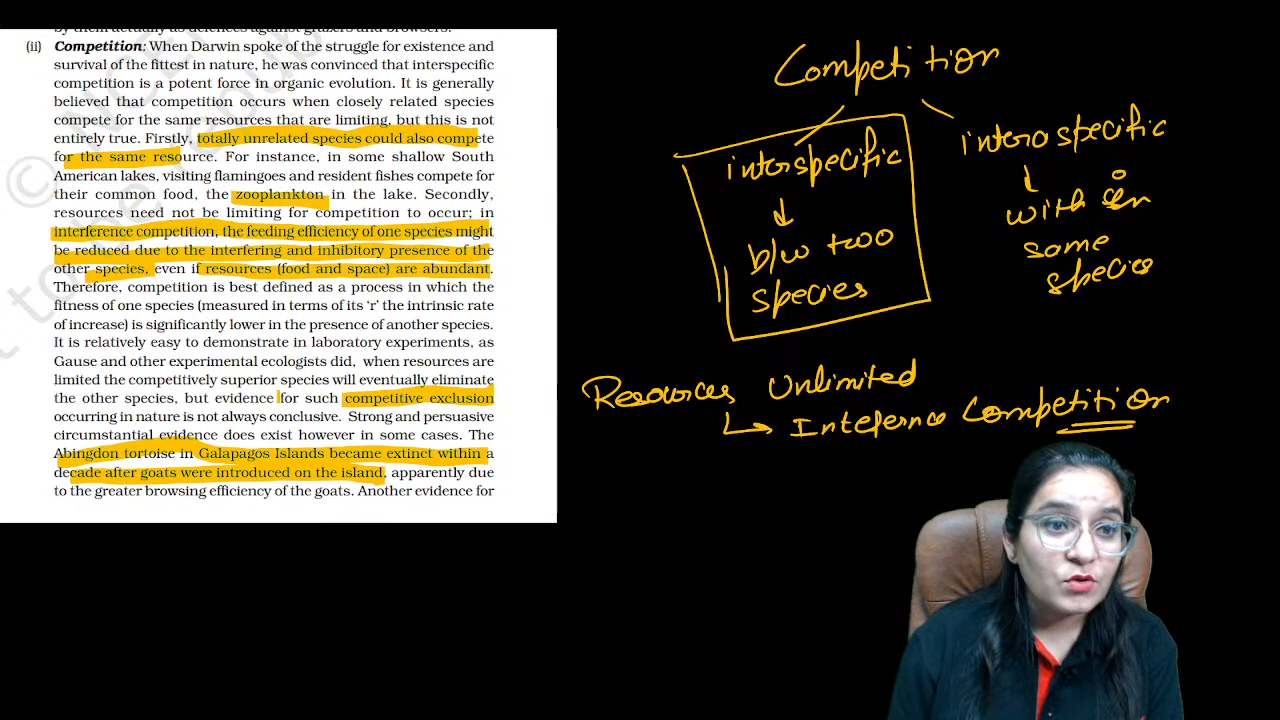 by them actually as defences against grazers and browsers.
(ii) Competition: When Darwin spoke of the struggle for existence and
survival of the fittest in nature, he was convinced that interspecific
competition is a potent force in organic evolution. It is generally
believed that competition occurs when closely related species
compete for the same resources that are limiting, but this is not
entirely true. Firstly, totally unrelated species could also compete
for the same resource. For instance, in some shallow South
American lakes, visiting flamingoes and resident fishes compete for
their common food, the zooplankton in the lake. Secondly,
resources need not be limiting for competition to occur; in
interference competition, the feeding efficiency of one species might
be reduced due to the interfering and inhibitory presence of the
other species, even if resources (food and space) are abundant.
Therefore, competition is best defined as a process in which the
fitness of one species (measured in terms of its ‘r’ the intrinsic rate
of increase) is significantly lower in the presence of another species.
It is relatively easy to demonstrate in laboratory experiments, as
Gause and other experimental ecologists did, when resources are
limited the competitively superior species will eventually eliminate
the other species, but evidence for such competitive exclusion
occurring in nature is not always conclusive. Strong and persuasive
circumstantial evidence does exist however in some cases. The
Abingdon tortoise in Galapagos Islands became extinct within a
decade after goats were introduced on the island, apparently due
to the greater browsing efficiency of the goats. Another evidence for
Competition
interspecific
b/w two
species
interospecific
with in
same
species
Resources Unlimited
Inteference Competition